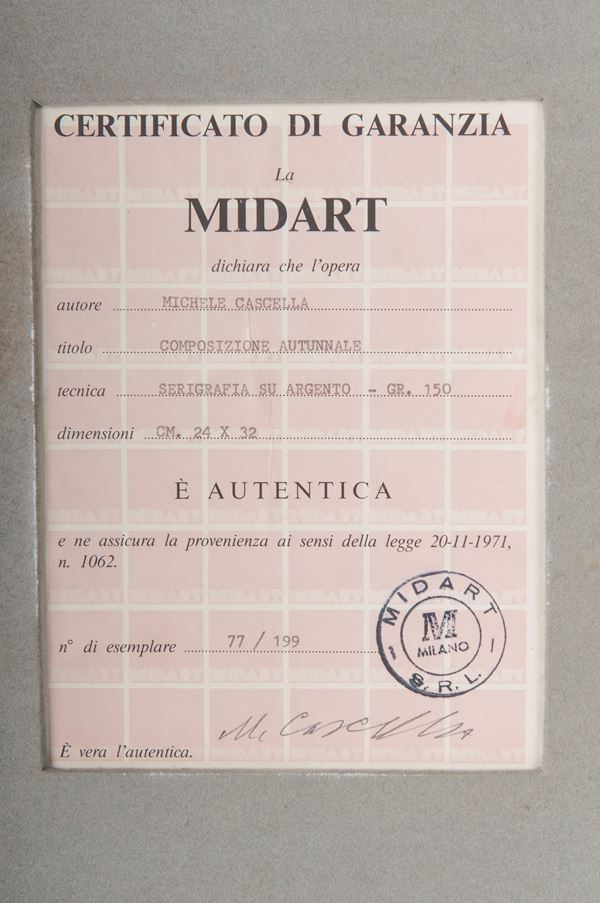 CERTIFICATO DI GARANZIA
La
MIDART
dichiara che l'opera
autore MICHELE CASCELLA
titolo COMPOSIZIONE AUTUNNALE
tecnica SERIGRAFIA SU ARGENTO - GR. 150
dimensioni CM. 24 X 32
È AUTENTICA
e ne assicura la provenienza ai sensi della legge 20-11-1971,
n. 1062.
n° di esemplare 77 / 199
MIDART
M
MILANO
S.R.L.
M. Cascella
È vera l'autentica.